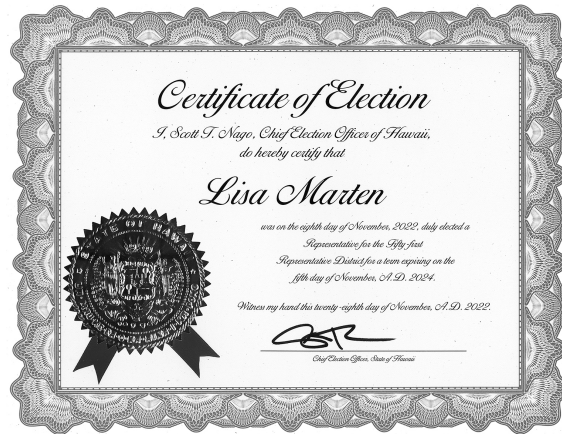 Certificate of Election
I, Scott T. Nago, Chief Election Officer of Hawaii,
do hereby certify that
Lisa Marten
was on the eighth day of November, 2022, duly elected a
Representative for the Fifty-first
Representative District for a term expiring on the
fifth day of November, A.D. 2024.
Witness my hand this twenty-eighth day of November, A.D. 2022.
STATE OF HAWAII
Chief Election Officer, State of Hawaii